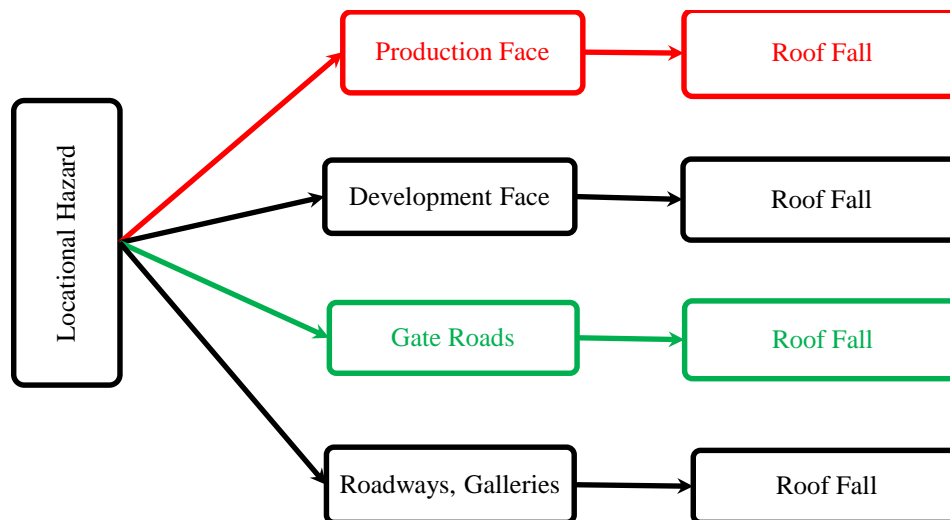 Locational Hazard
Production Face
Roof Fall
Development Face
Roof Fall
Gate Roads
Roof Fall
Roadways, Galleries
Roof Fall